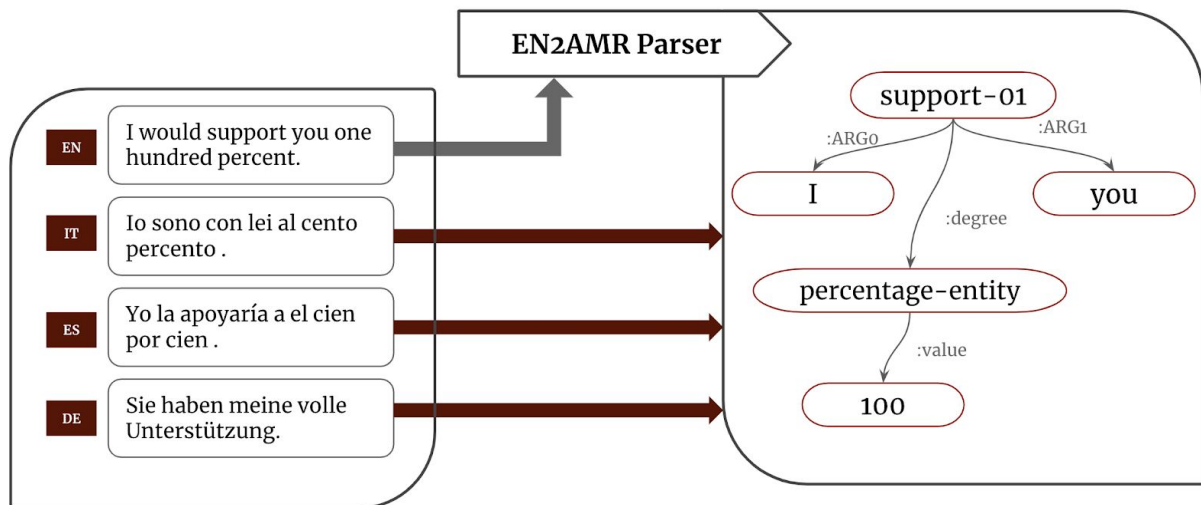 EN2AMR Parser
EN
I would support you one
hundred percent.
IT
Io sono con lei al cento
percento .
ES
Yo la apoyaría a el cien
por cien .
DE
Sie haben meine volle
Unterstützung.
support-01
:ARG0
:ARG1
I
you
:degree
percentage-entity
:value
100